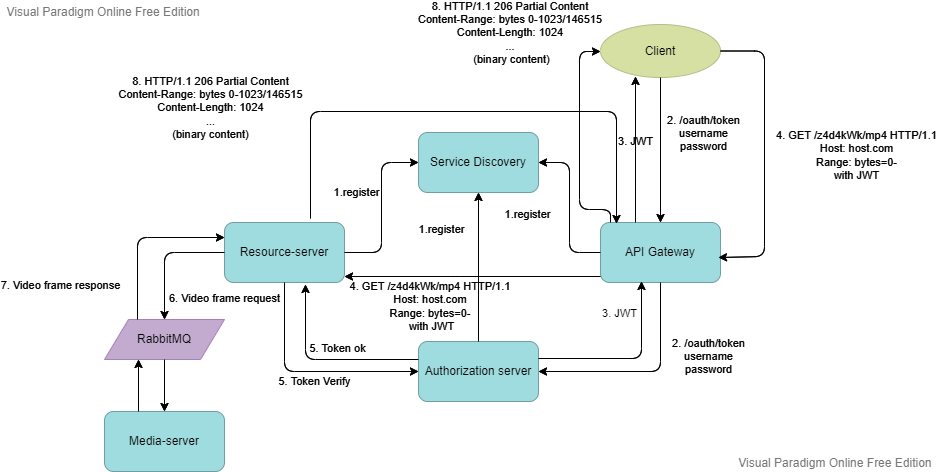 Visual Paradigm Online Free Edition
8. HTTP/1.1 206 Partial Content
Content-Range: bytes 0-1023/146515
Content-Length: 1024
...
(binary content)
Client
8. HTTP/1.1 206 Partial Content
Content-Range: bytes 0-1023/146515
Content-Length: 1024
...
(binary content)
2. /oauth/token
username
password
3. JWT
4. GET /z4d4kWk/mp4 HTTP/1.1
Host: host.com
Range: bytes=0-
with JWT
Service Discovery
1.register
1.register
1.register
Resource-server
API Gateway
7. Video frame response
6. Video frame request
4. GET /z4d4kWk/mp4 HTTP/1.1
Host: host.com
Range: bytes=0-
with JWT
3. JWT
RabbitMQ
5. Token ok
2. /oauth/token
username
password
5. Token Verify
Authorization server
Media-server
Visual Paradigm Online Free Edition